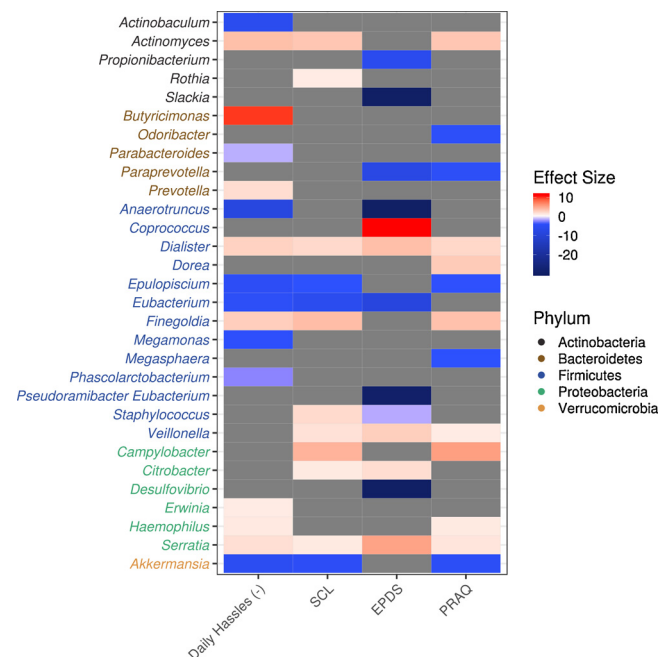 Actinobaculum
Actinomyces
Propionibacterium
Rothia
Slackia
Butyricimonas
Odoribacter
Parabacteroides
Paraprevotella
Prevotella
Anaerotruncus
Coprococcus
Dialister
Dorea
Epulopiscium
Eubacterium
Finegoldia
Megamonas
Megasphaera
Phascolarctobacterium
Pseudoramibacter Eubacterium
Staphylococcus
Veillonella
Campylobacter
Citrobacter
Desulfovibrio
Erwinia
Haemophilus
Serratia
Akkermansia
Daily Hassles (-)
SCL
EPDS
PRAQ
Effect Size
10
0
-10
-20
Phylum
Actinobacteria
Bacteroidetes
Firmicutes
Proteobacteria
Verrucomicrobia